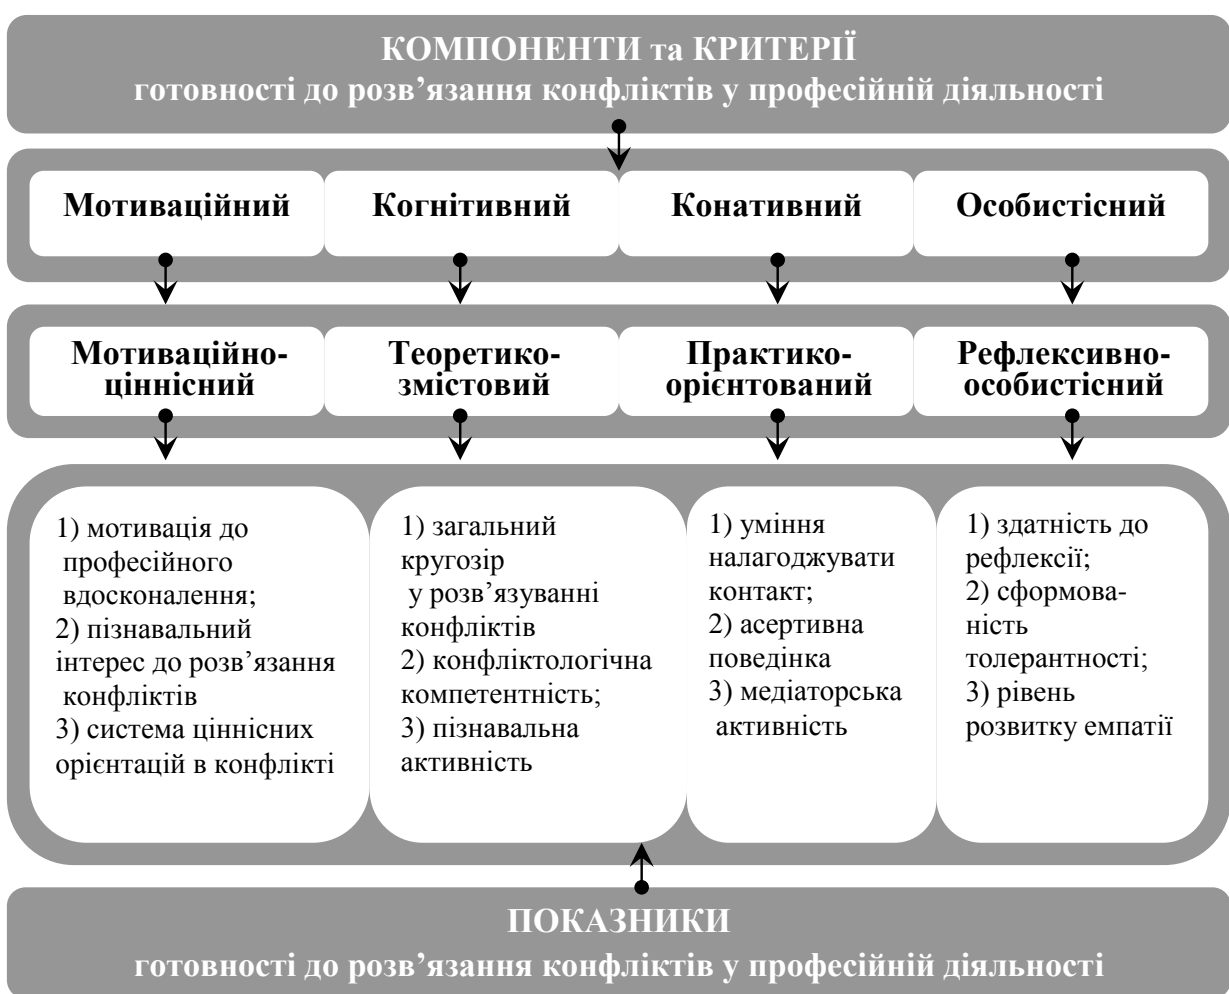 КОМПОНЕНТИ та КРИТЕРІЇ
готовності до розв’язання конфліктів у професійній діяльності
Мотиваційний
Когнітивний
Конативний
Особистісний
Мотиваційно-
ціннісний
Теоретико-
змістовий
Практико-
орієнтований
Рефлексивно-
особистісний
1) мотивація до
професійного
вдосконалення;
2) пізнавальний
інтерес до розв’язання
конфліктів
3) система ціннісних
орієнтацій в конфлікті
1) загальний
кругозір
у розв’язуванні
конфліктів
2) конфліктологічна
компетентність;
3) пізнавальна
активність
1) уміння
налагоджувати
контакт;
2) асертивна
поведінка
3) медіаторська
активність
1) здатність до
рефлексії;
2) сформова-
ність
толерантності;
3) рівень
розвитку емпатії
ПОКАЗНИКИ
готовності до розв’язання конфліктів у професійній діяльності